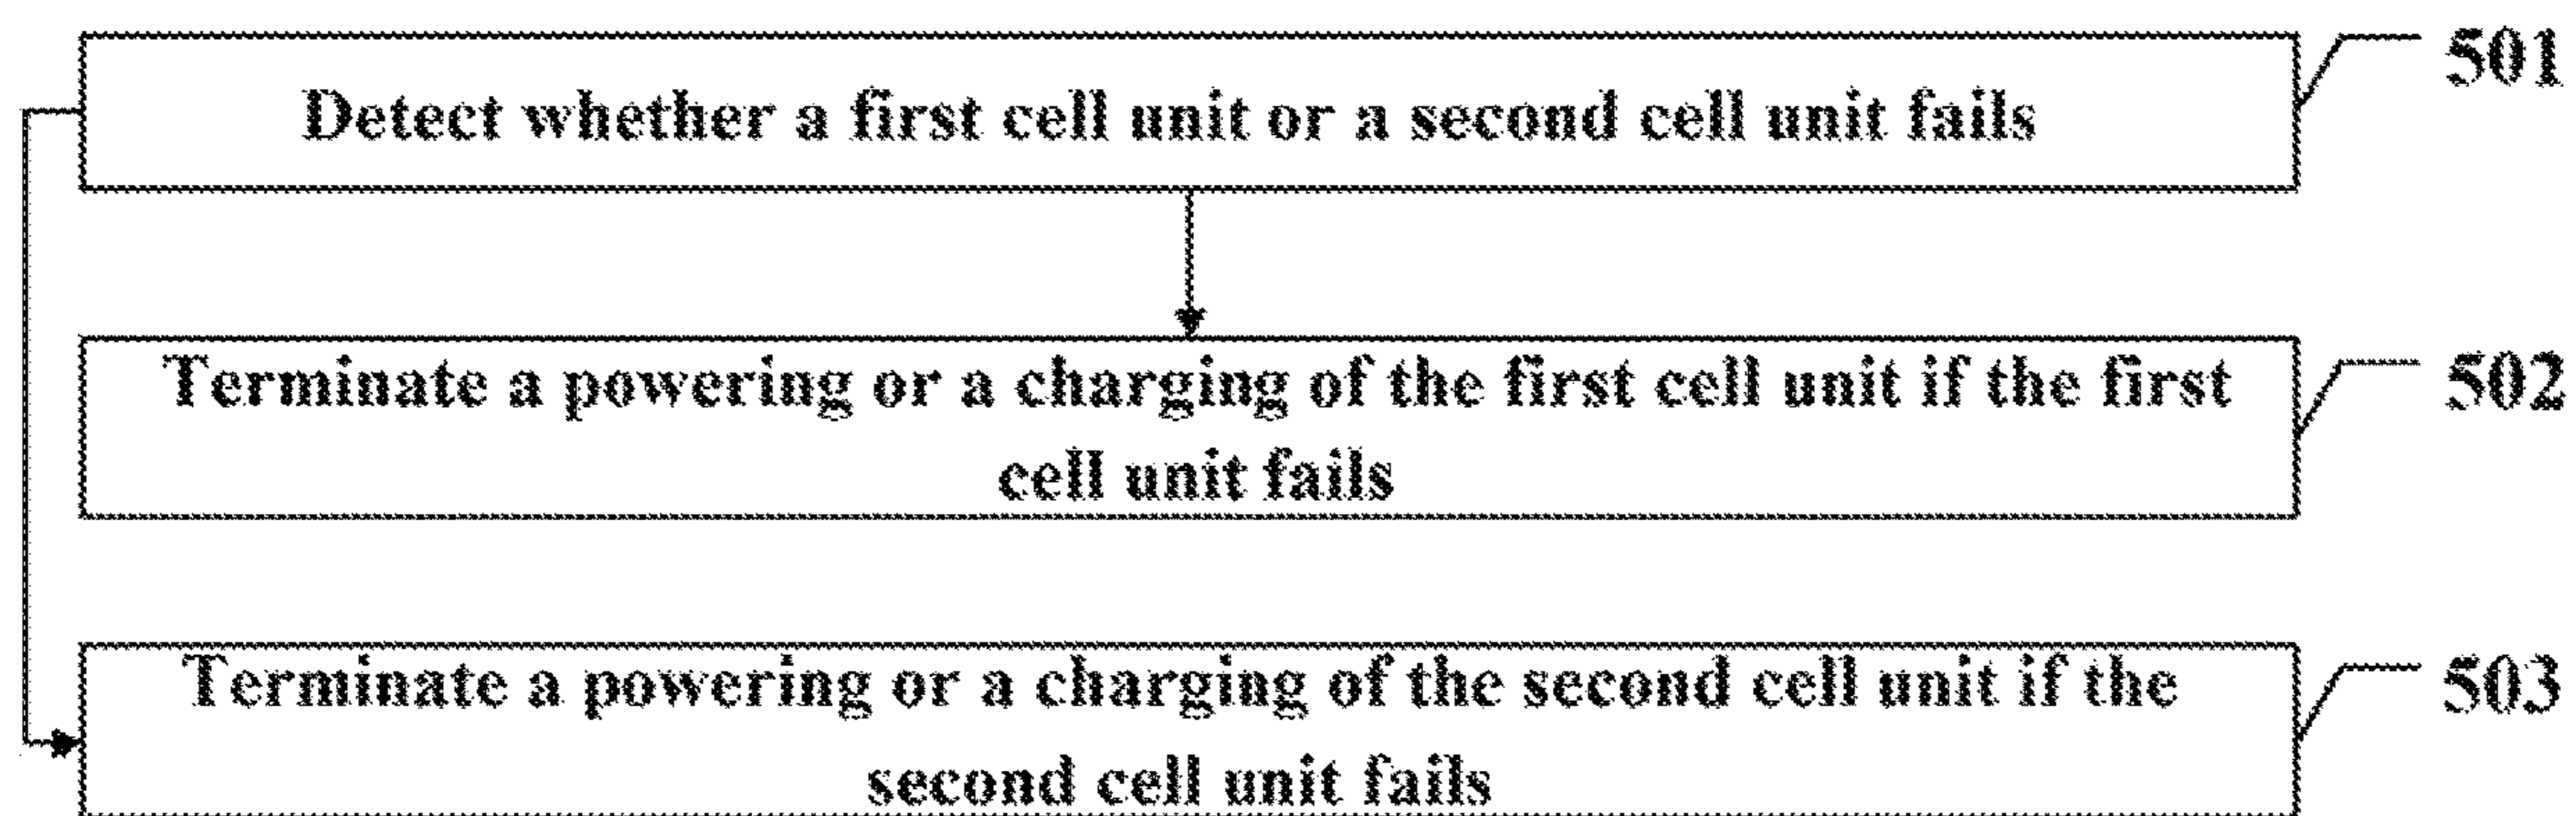 Detect whether a first cell unit or a second cell unit fails
501
Terminate a powering or a charging of the first cell unit if the first
cell unit fails
502
Terminate a powering or a charging of the second cell unit if the
second cell unit fails
503